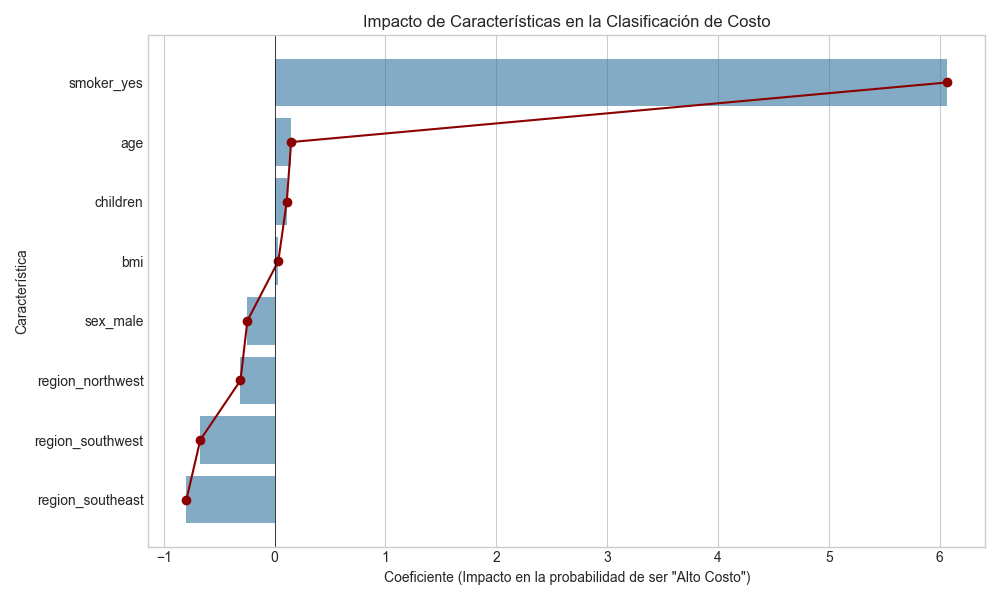 Impacto de Características en la Clasificación de Costo
Característica
smoker_yes
age
children
bmi
sex_male
region_northwest
region_southwest
region_southeast
−1 0 1 2 3 4 5 6
Coeficiente (Impacto en la probabilidad de ser "Alto Costo")